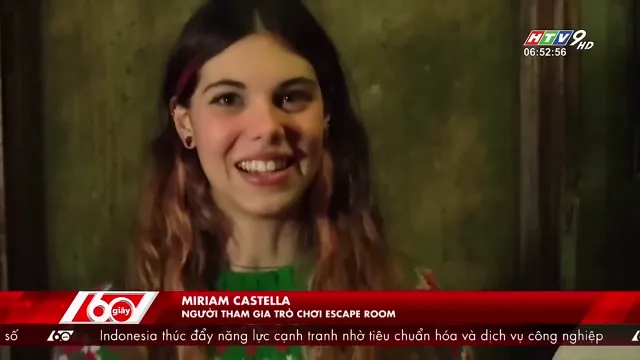 HTV9 HD
06:52:56
60 giây
MIRIAM CASTELLA
NGƯỜI THAM GIA TRÒ CHƠI ESCAPE ROOM
số Indonesia thúc đẩy năng lực cạnh tranh nhờ tiêu chuẩn hóa và dịch vụ công nghiệp